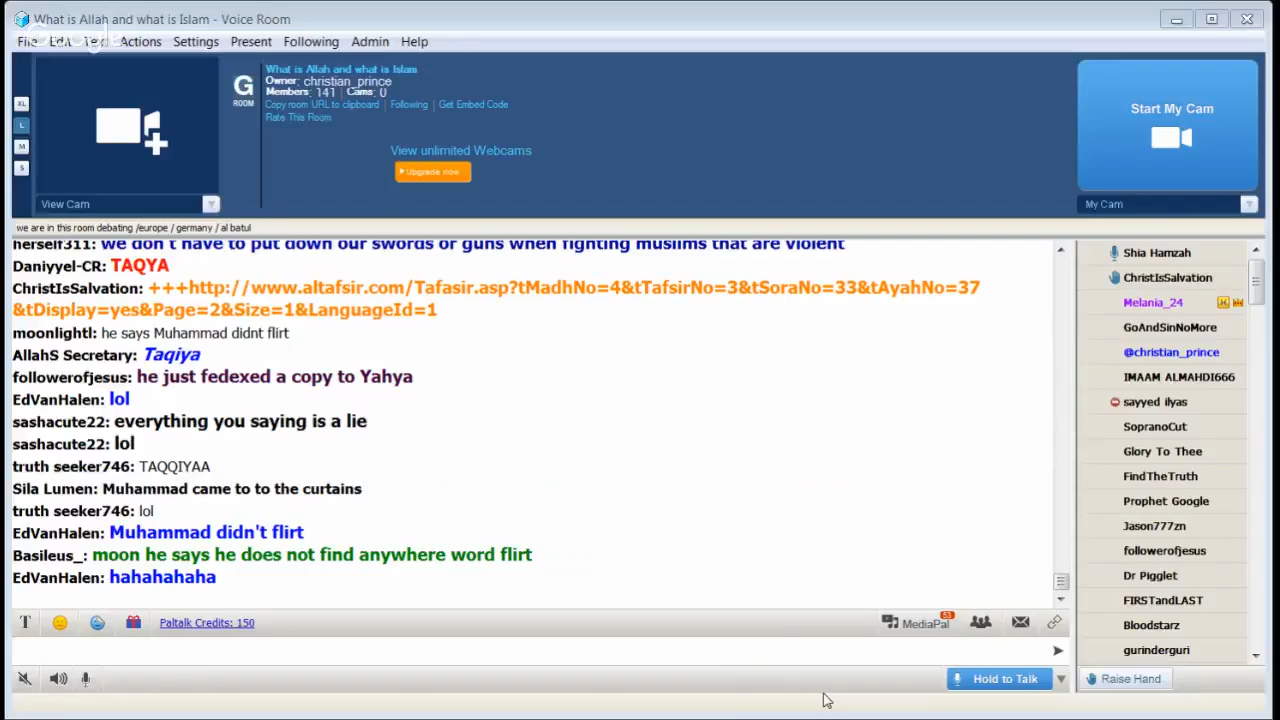 What is Allah and what is Islam - Voice Room
File Edit Text Actions Settings Present Following Admin Help
Google
What is Allah and what is Islam
Owner: christian_prince
Members: 141 Cams: 0
Copy room URL to clipboard | Following | Get Embed Code
Rate This Room
G
ROOM
View unlimited Webcams
Upgrade now
Start My Cam
XL
L
M
S
View Cam
My Cam
we are in this room debating /europe / germany / al batul
herself311: we don't have to put down our swords or guns when fighting muslims that are violent
Daniyyel-CR: TAQYA
ChristIsSalvation: +++http://www.altafsir.com/Tafasir.asp?tMadhNo=4&tTafsirNo=3&tSoraNo=33&tAyahNo=37
&tDisplay=yes&Page=2&Size=1&LanguageId=1
moonlightl: he says Muhammad didnt flirt
AllahS Secretary: Taqiya
followerofjesus: he just fedexed a copy to Yahya
EdVanHalen: lol
sashacute22: everything you saying is a lie
sashacute22: lol
truth seeker746: TAQQIYAA
Sila Lumen: Muhammad came to to the curtains
truth seeker746: lol
EdVanHalen: Muhammad didn't flirt
Basileus_: moon he says he does not find anywhere word flirt
EdVanHalen: hahahahaha
Shia Hamzah
ChristIsSalvation
Melania_24
GoAndSinNoMore
@christian_prince
IMAAM ALMAHDI666
sayyed ilyas
SopranoCut
Glory To Thee
FindTheTruth
Prophet Google
Jason777zn
followerofjesus
Dr Pigglet
FIRSTandLAST
Bloodstarz
gurinderguri
T
Paltalk Credits: 150
MediaPal
53
Hold to Talk
Raise Hand